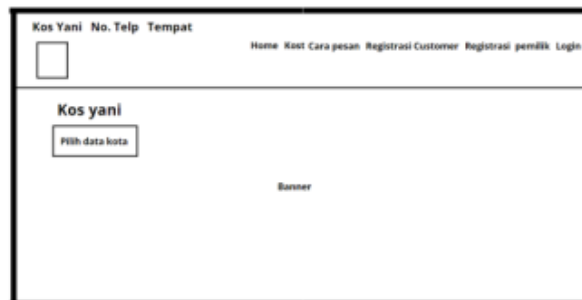 Kos Yani No. Telp Tempat
Home Kost Cara pesan Registrasi Customer Registrasi pemilik Login
Kos yani
Pilih data kota
Banner